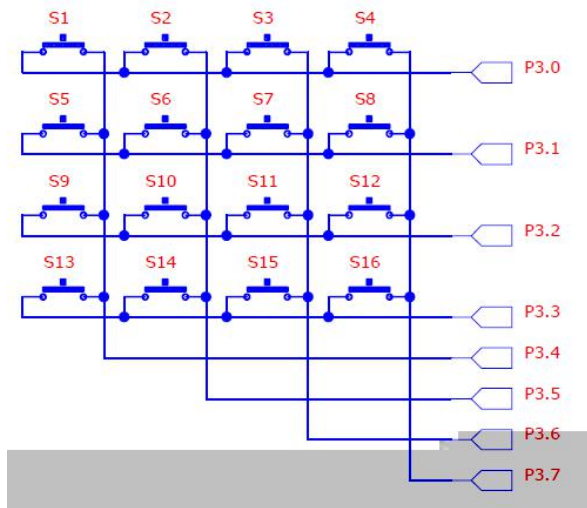 S1 S2 S3 S4
P3.0
S5 S6 S7 S8
P3.1
S9 S10 S11 S12
P3.2
S13 S14 S15 S16
P3.3
P3.4
P3.5
P3.6
P3.7